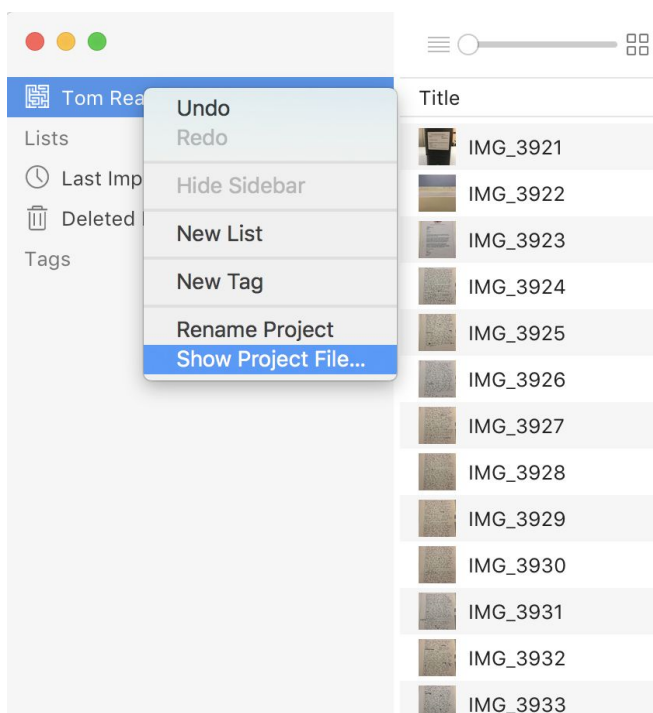 Tom Rea
Lists
Last Imp
Deleted
Tags
Undo
Redo
Hide Sidebar
New List
New Tag
Rename Project
Show Project File...
Title
IMG_3921
IMG_3922
IMG_3923
IMG_3924
IMG_3925
IMG_3926
IMG_3927
IMG_3928
IMG_3929
IMG_3930
IMG_3931
IMG_3932
IMG_3933